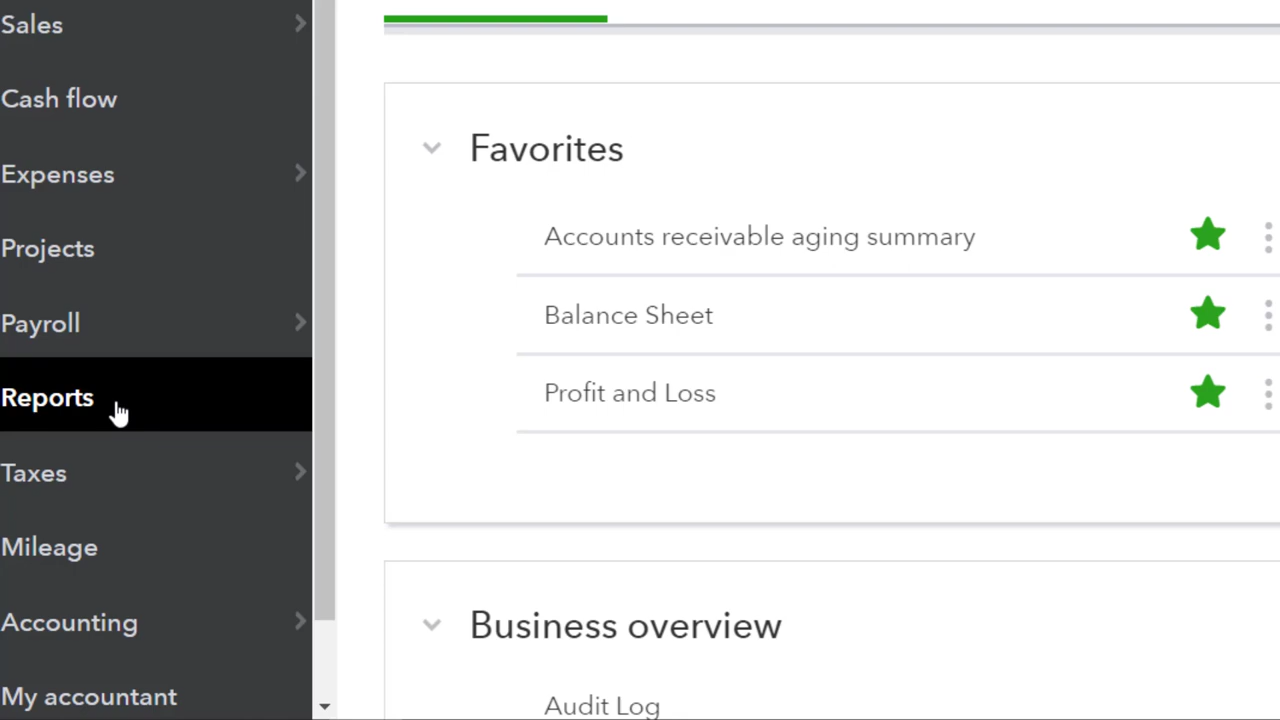 Sales
Cash flow
Expenses
Projects
Payroll
Reports
Taxes
Mileage
Accounting
My accountant
Favorites
Accounts receivable aging summary
Balance Sheet
Profit and Loss
Business overview
Audit Log